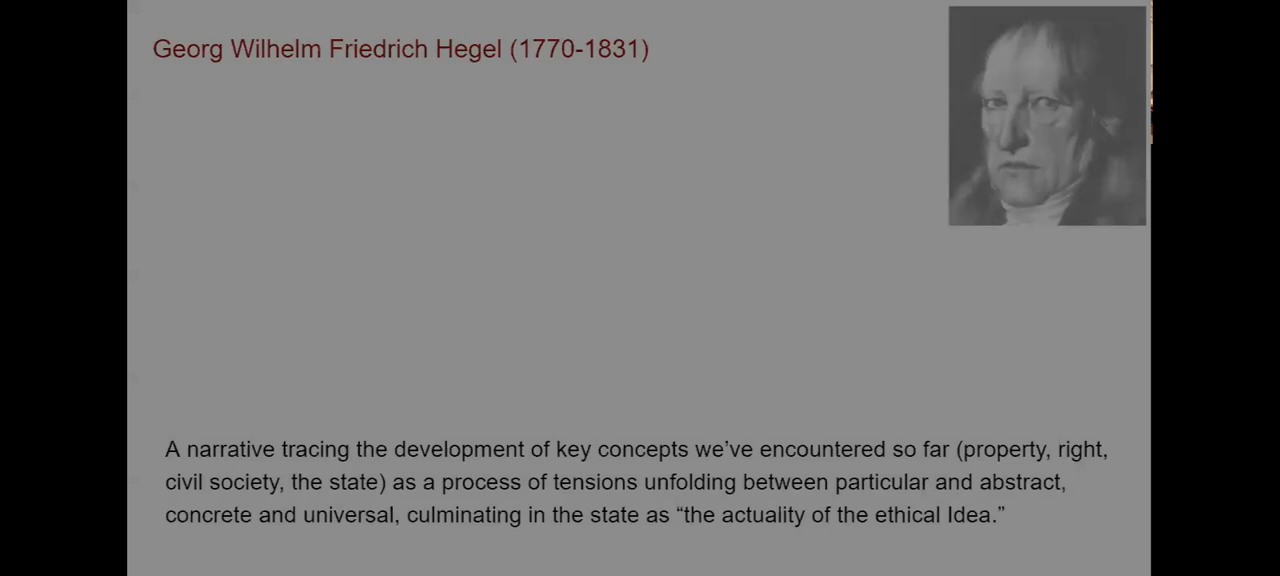 Georg Wilhelm Friedrich Hegel (1770-1831)
A narrative tracing the development of key concepts we’ve encountered so far (property, right,
civil society, the state) as a process of tensions unfolding between particular and abstract,
concrete and universal, culminating in the state as “the actuality of the ethical Idea.”